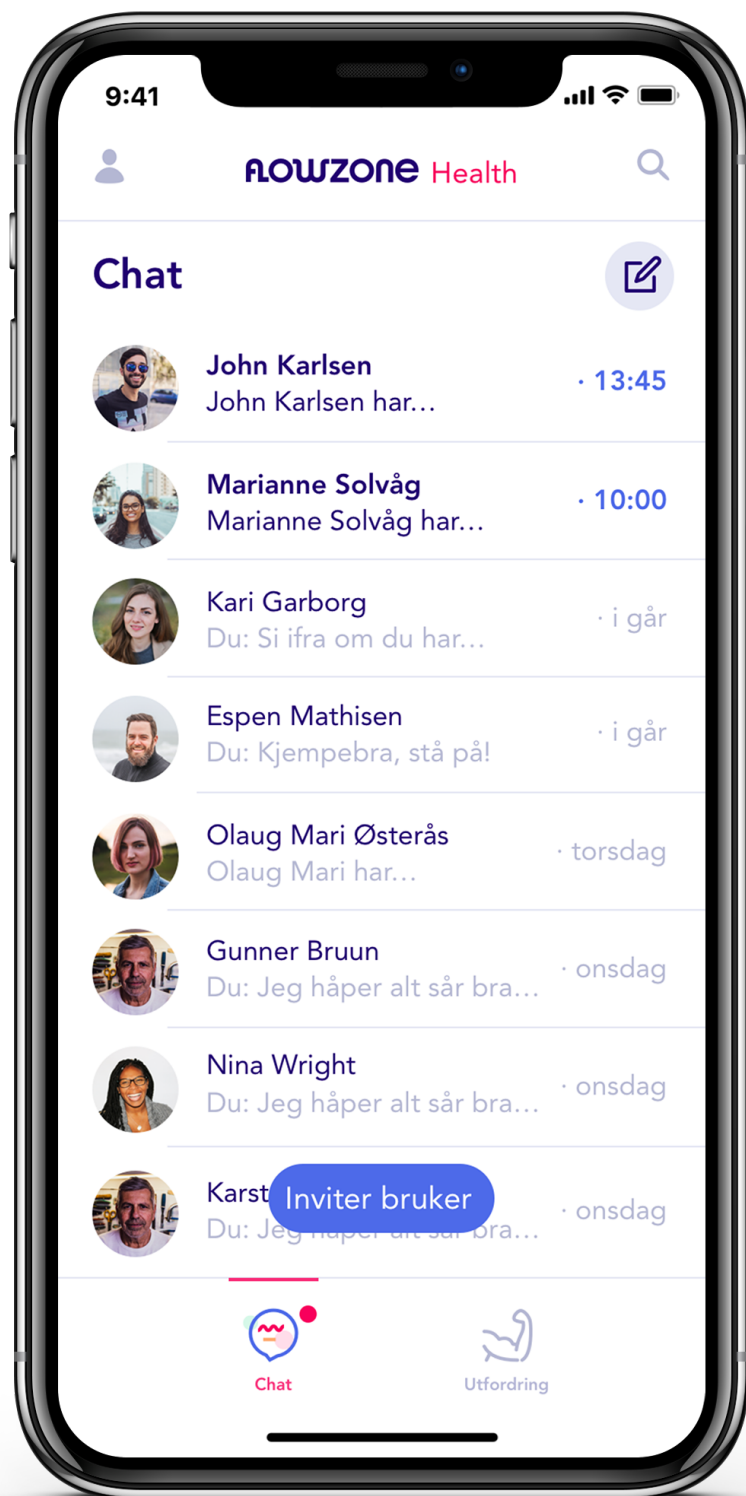 9:41
flowzone Health
Chat
John Karlsen
John Karlsen har...
· 13:45
Marianne Solvåg
Marianne Solvåg har...
· 10:00
Kari Garborg
Du: Si ifra om du har...
· i går
Espen Mathisen
Du: Kjempebra, stå på!
· i går
Olaug Mari Østerås
Olaug Mari har...
· torsdag
Gunner Bruun
Du: Jeg håper alt sår bra...
· onsdag
Nina Wright
Du: Jeg håper alt sår bra...
· onsdag
Karst
Inviter bruker
Du: Jeg håper alt sår bra...
· onsdag
Chat
Utfordring